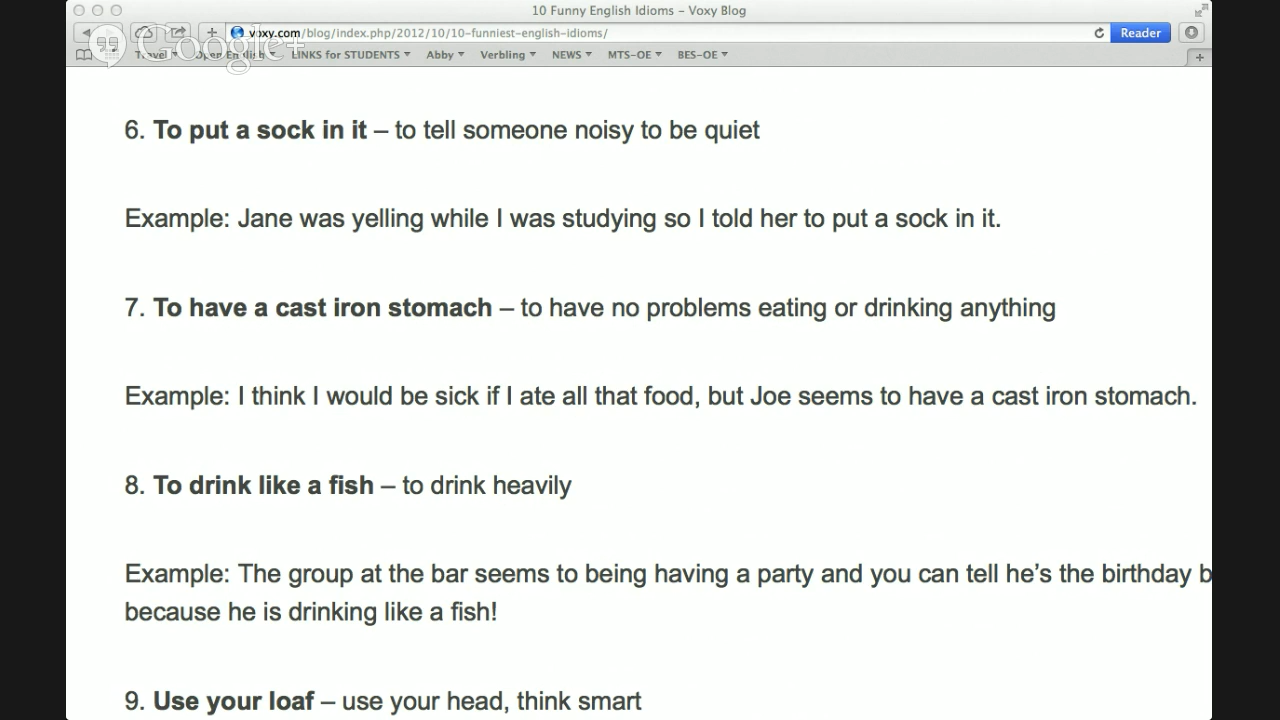 10 Funny English Idioms – Voxy Blog
voxy.com/blog/index.php/2012/10/10-funniest-english-idioms/
Reader
Google+
Travel Open English LINKS for STUDENTS Abby Verbling NEWS MTS-OE BES-OE
6. To put a sock in it – to tell someone noisy to be quiet
Example: Jane was yelling while I was studying so I told her to put a sock in it.
7. To have a cast iron stomach – to have no problems eating or drinking anything
Example: I think I would be sick if I ate all that food, but Joe seems to have a cast iron stomach.
8. To drink like a fish – to drink heavily
Example: The group at the bar seems to being having a party and you can tell he's the birthday b
because he is drinking like a fish!
9. Use your loaf – use your head, think smart